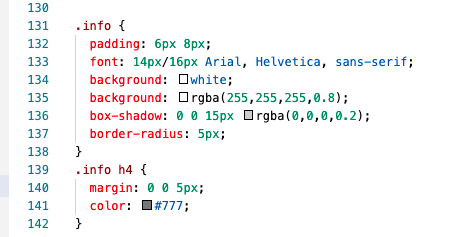 130
131 .info {
132 padding: 6px 8px;
133 font: 14px/16px Arial, Helvetica, sans-serif;
134 background: white;
135 background: rgba(255,255,255,0.8);
136 box-shadow: 0 0 15px rgba(0,0,0,0.2);
137 border-radius: 5px;
138 }
139 .info h4 {
140 margin: 0 0 5px;
141 color: #777;
142 }